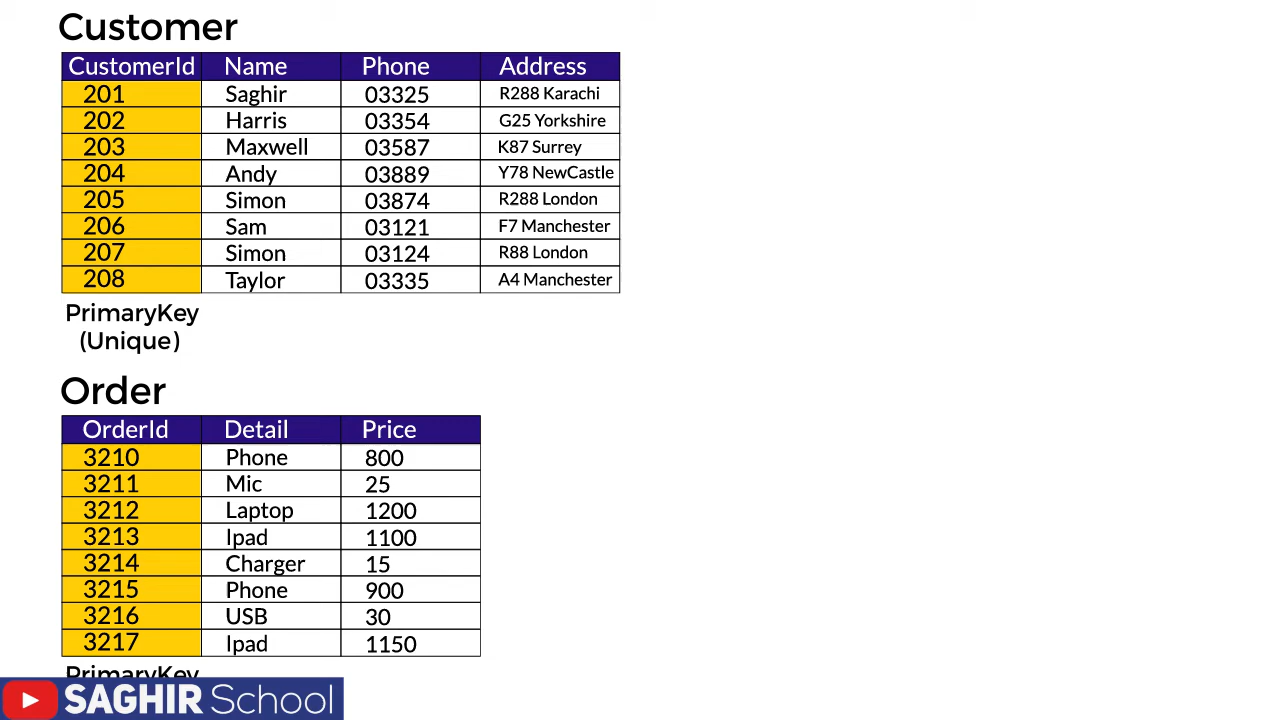 Customer
CustomerId Name Phone Address
201 Saghir 03325 R288 Karachi
202 Harris 03354 G25 Yorkshire
203 Maxwell 03587 K87 Surrey
204 Andy 03889 Y78 NewCastle
205 Simon 03874 R288 London
206 Sam 03121 F7 Manchester
207 Simon 03124 R88 London
208 Taylor 03335 A4 Manchester
PrimaryKey
(Unique)
Order
OrderId Detail Price
3210 Phone 800
3211 Mic 25
3212 Laptop 1200
3213 Ipad 1100
3214 Charger 15
3215 Phone 900
3216 USB 30
3217 Ipad 1150
PrimaryKey
SAGHIR School